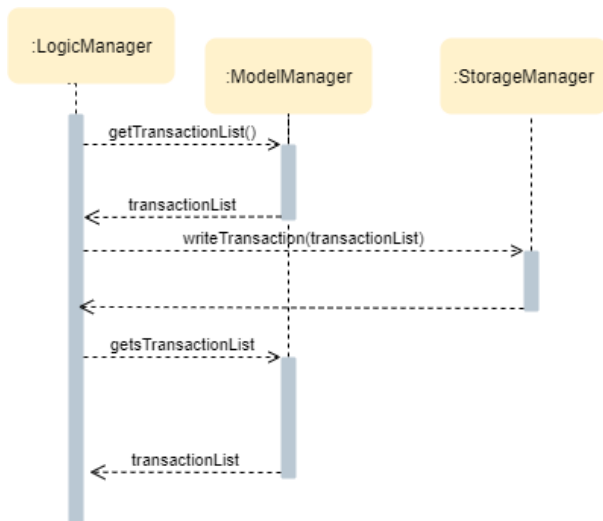 :LogicManager
:ModelManager
:StorageManager
getTransactionList()
transactionList
writeTransaction(transactionList)
getsTransactionList
transactionList